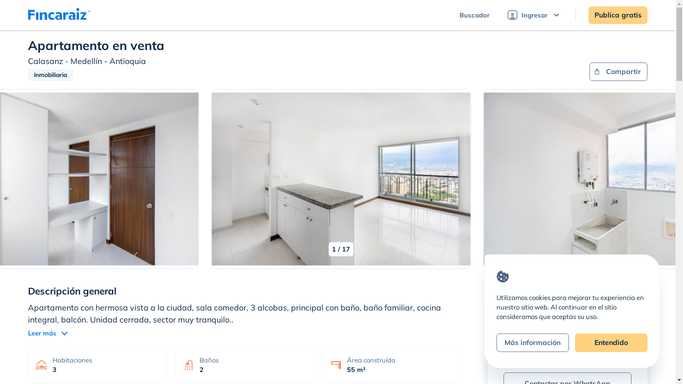 Fincaraíz
Buscador
Ingresar
Publica gratis
Apartamento en venta
Calasanz - Medellín - Antioquia
Inmobiliaria
Compartir
1 / 17
Descripción general
Apartamento con hermosa vista a la ciudad, sala comedor, 3 alcobas, principal con baño, baño familiar, cocina
integral, balcón. Unidad cerrada, sector muy tranquilo..
Leer más
Habitaciones
3
Baños
2
Área construida
55 m²
Utilizamos cookies para mejorar tu experiencia en
nuestro sitio web. Al continuar en el sitio
consideramos que aceptas su uso.
Más información
Entendido
Contactar por WhatsApp